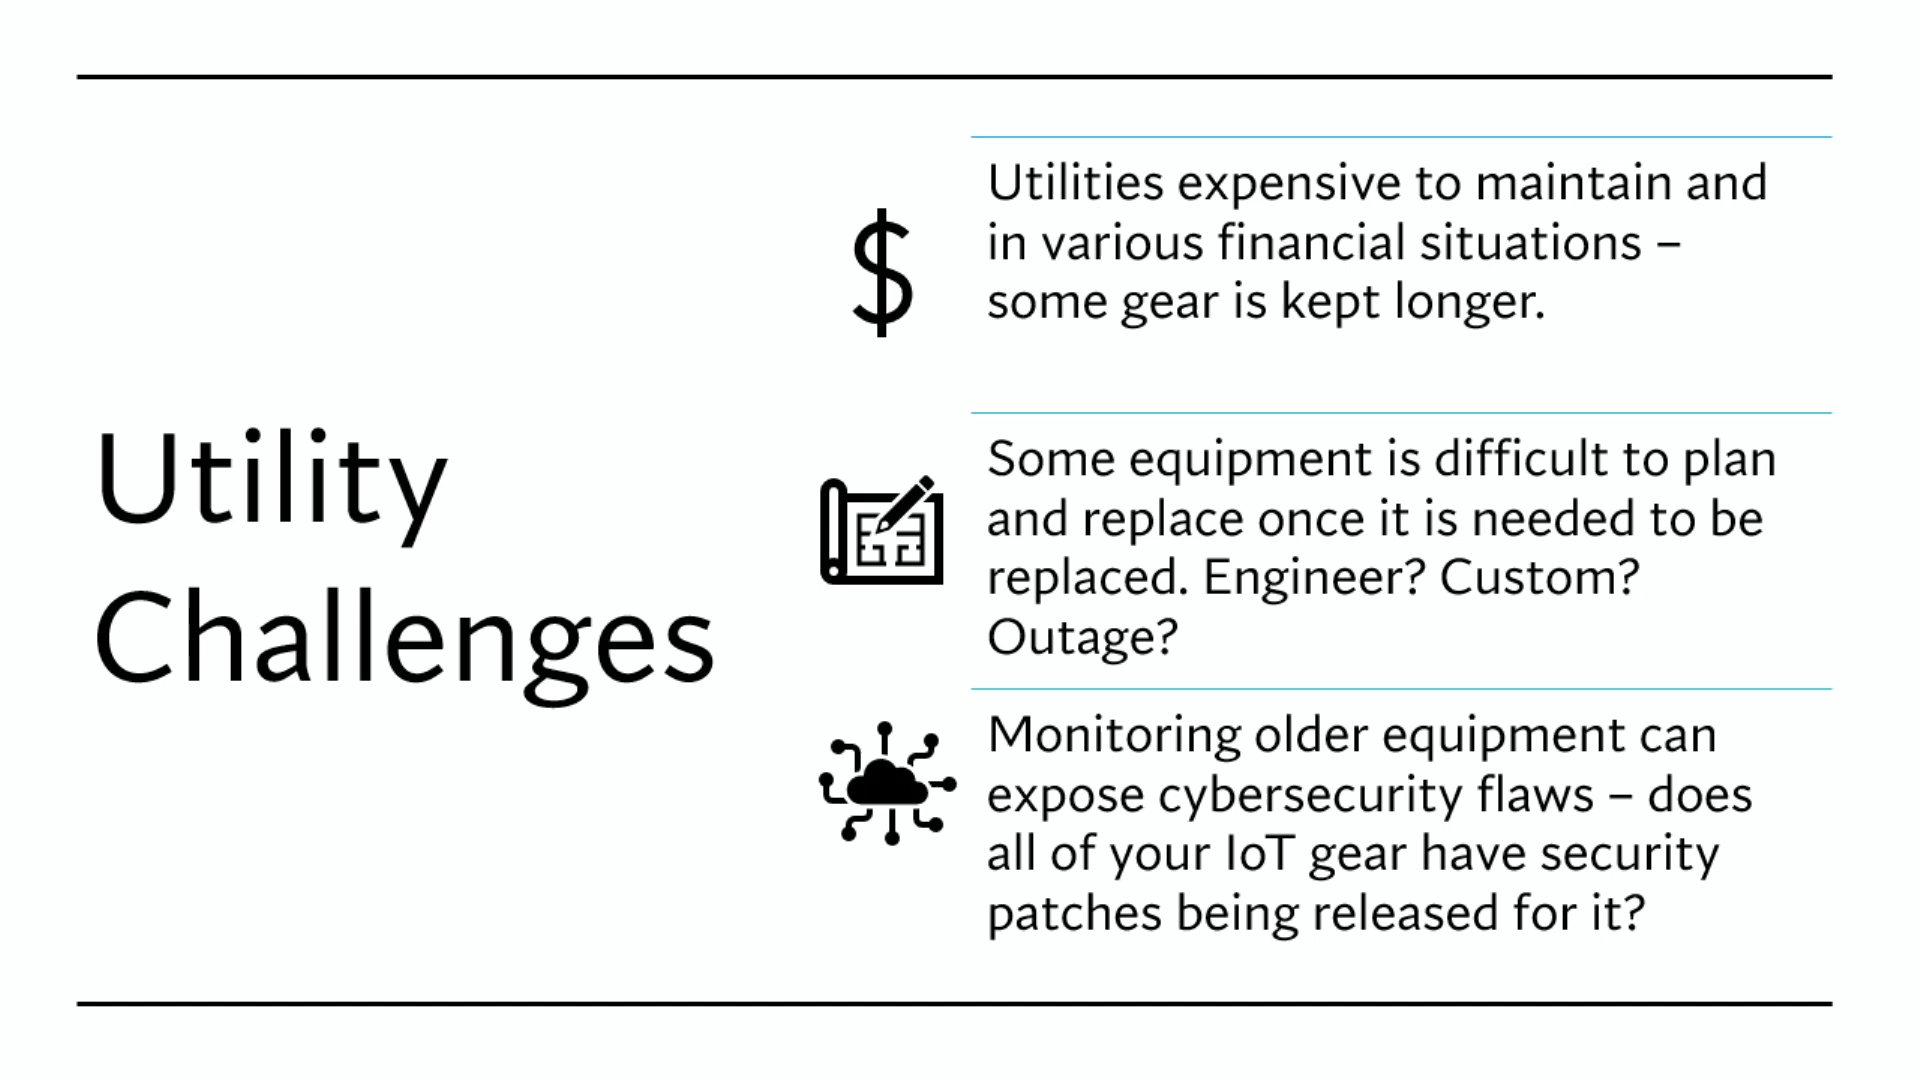 Utility
Challenges
$
Utilities expensive to maintain and
in various financial situations –
some gear is kept longer.
Some equipment is difficult to plan
and replace once it is needed to be
replaced. Engineer? Custom?
Outage?
Monitoring older equipment can
expose cybersecurity flaws – does
all of your IoT gear have security
patches being released for it?